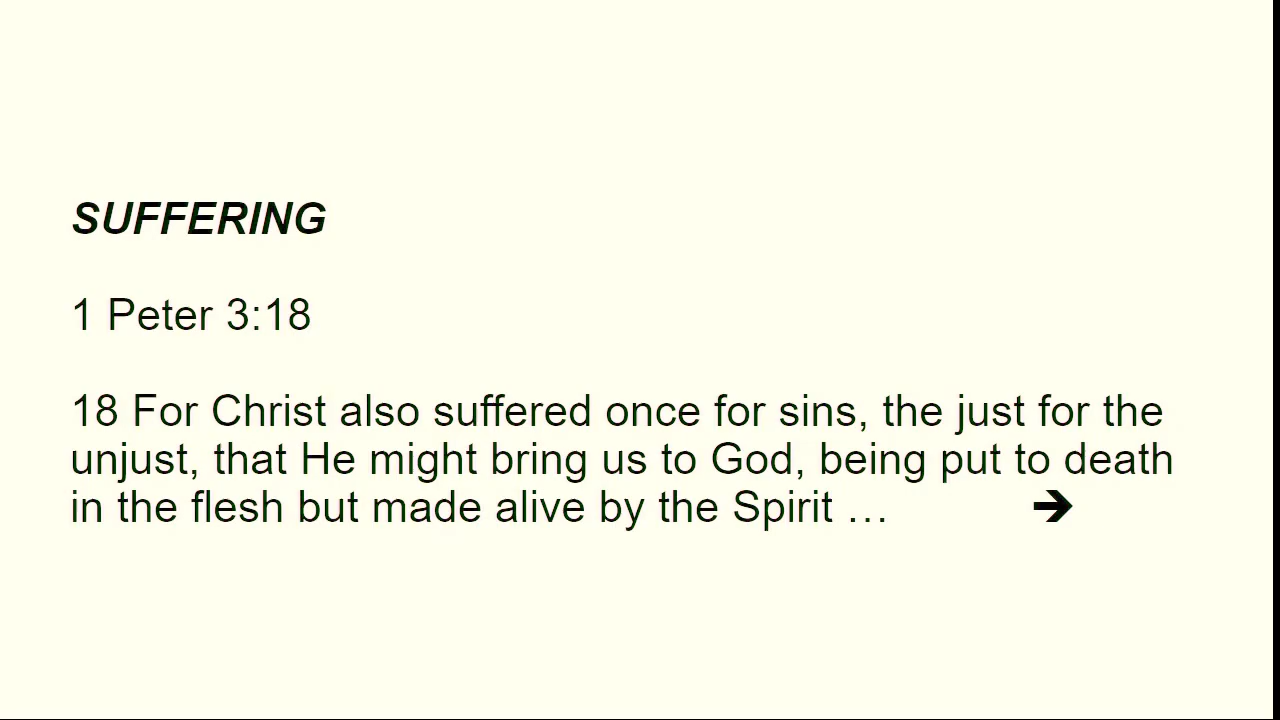 SUFFERING
1 Peter 3:18
18 For Christ also suffered once for sins, the just for the
unjust, that He might bring us to God, being put to death
in the flesh but made alive by the Spirit … ➔